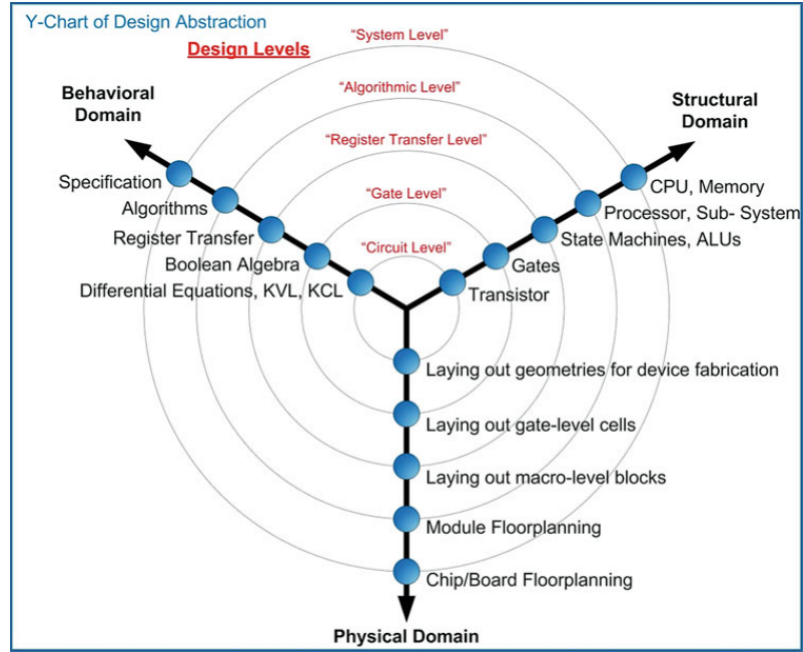 Y-Chart of Design Abstraction
Design Levels
“System Level”
“Algorithmic Level”
“Register Transfer Level”
“Gate Level”
“Circuit Level”
Behavioral
Domain
Specification
Algorithms
Register Transfer
Boolean Algebra
Differential Equations, KVL, KCL
Structural
Domain
CPU, Memory
Processor, Sub- System
State Machines, ALUs
Gates
Transistor
Laying out geometries for device fabrication
Laying out gate-level cells
Laying out macro-level blocks
Module Floorplanning
Chip/Board Floorplanning
Physical Domain